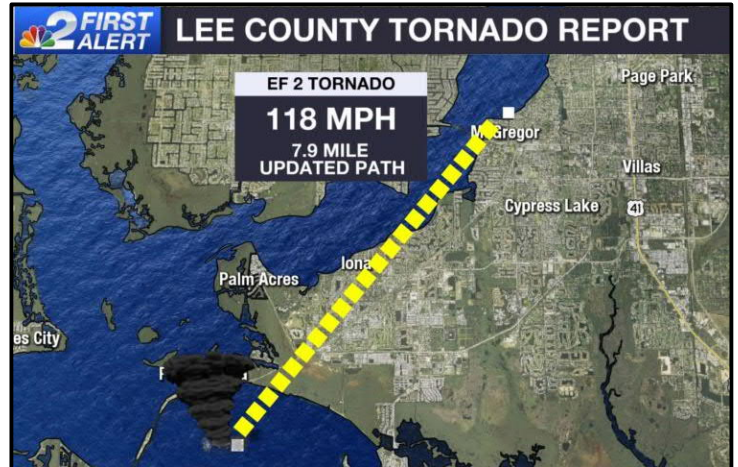 2 FIRST ALERT
LEE COUNTY TORNADO REPORT
EF 2 TORNADO
118 MPH
7.9 MILE
UPDATED PATH
Page Park
McGregor
Villas
Cypress Lake
41
Iona
Palm Acres
es City